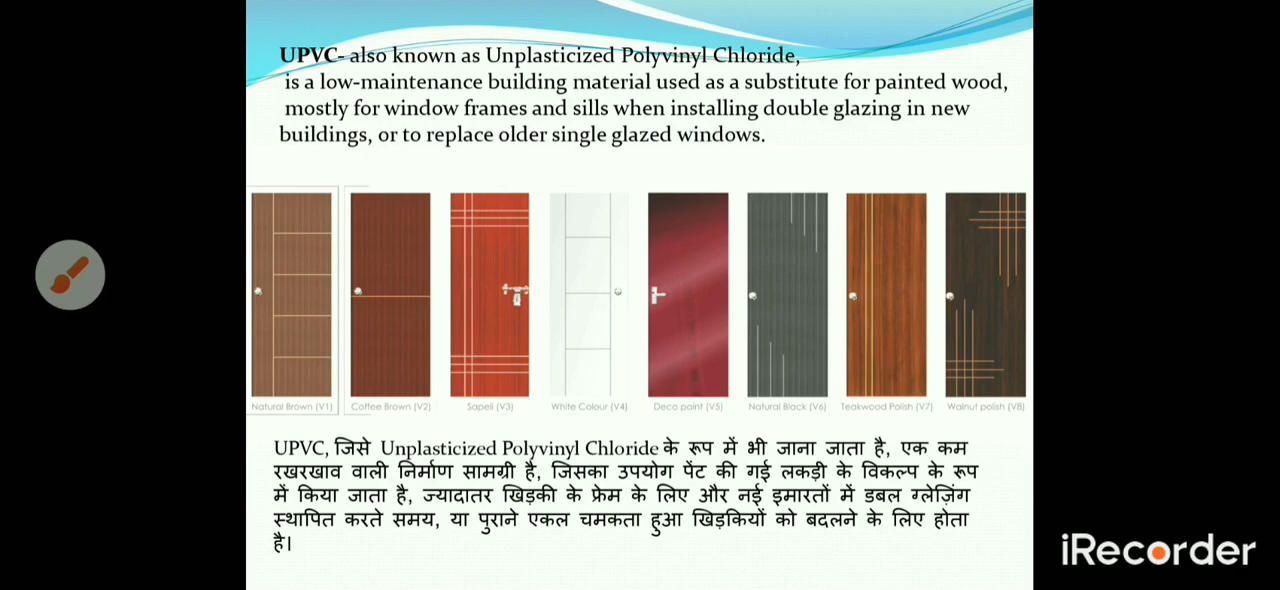 UPVC- also known as Unplasticized Polyvinyl Chloride,
is a low-maintenance building material used as a substitute for painted wood,
mostly for window frames and sills when installing double glazing in new
buildings, or to replace older single glazed windows.
Natural Brown (V1) Coffee Brown (V2) Sapeli (V3) White Colour (V4) Deco paint (V5) Natural Black (V6) Teakwood Polish (V7) Walnut polish (V8)
UPVC, जिसे Unplasticized Polyvinyl Chloride के रूप में भी जाना जाता है, एक कम
रखरखाव वाली निर्माण सामग्री है, जिसका उपयोग पेंट की गई लकड़ी के विकल्प के रूप
में किया जाता है, ज्यादातर खिड़की के फ्रेम के लिए और नई इमारतों में डबल ग्लेज़िंग
स्थापित करते समय, या पुराने एकल चमकता हुआ खिड़कियों को बदलने के लिए होता
है।
iRecorder